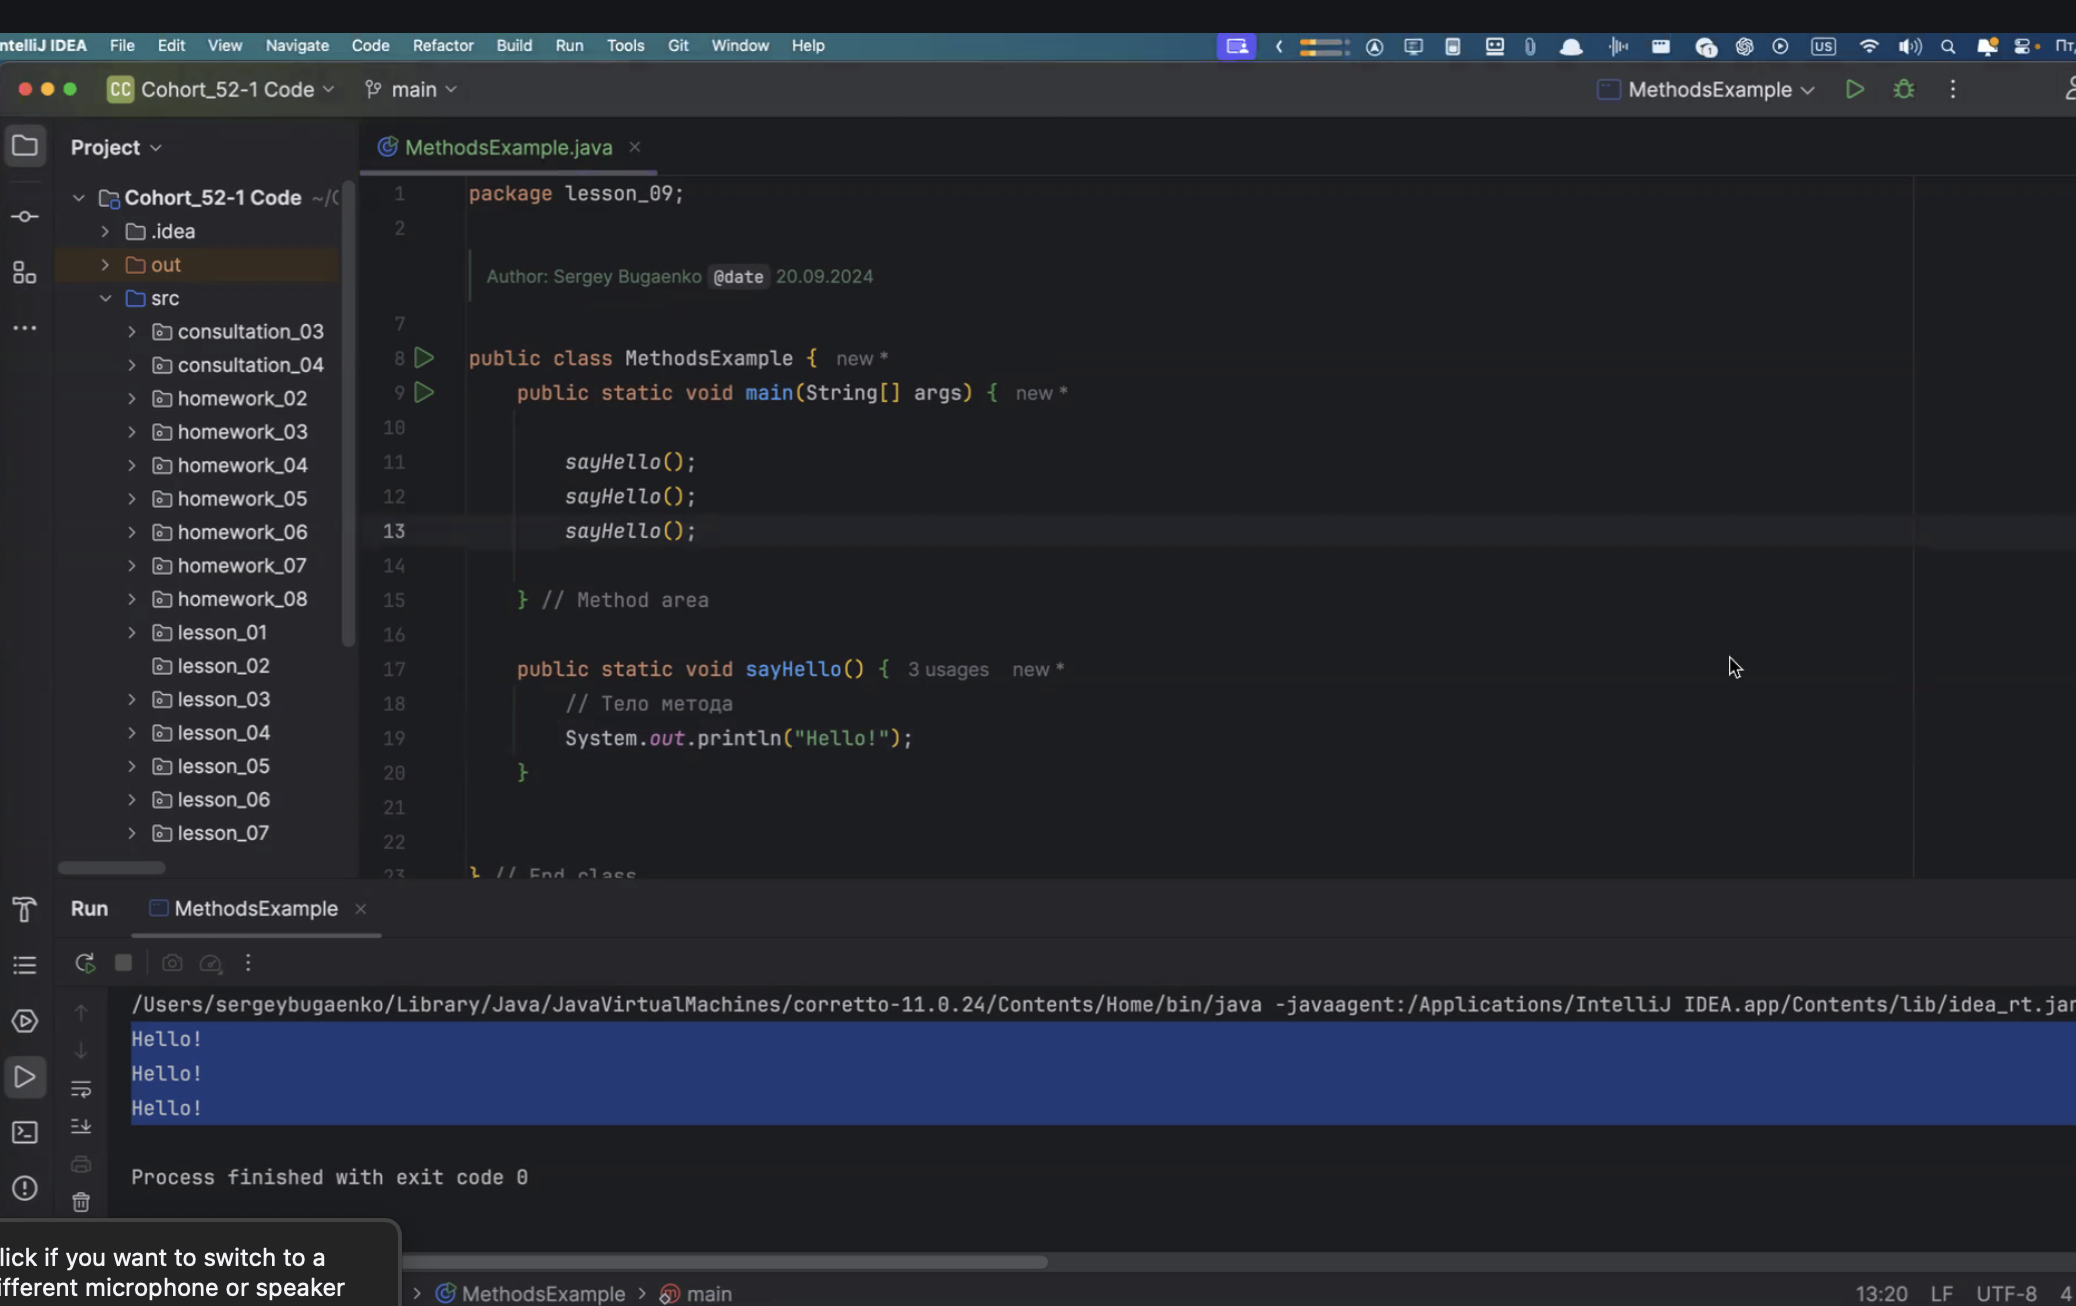 IntelliJ IDEA File Edit View Navigate Code Refactor Build Run Tools Git Window Help US
CC Cohort_52-1 Code main MethodsExample
Project
MethodsExample.java
Cohort_52-1 Code
.idea
out
src
consultation_03
consultation_04
homework_02
homework_03
homework_04
homework_05
homework_06
homework_07
homework_08
lesson_01
lesson_02
lesson_03
lesson_04
lesson_05
lesson_06
lesson_07
1 package lesson_09;
2
Author: Sergey Bugaenko @date 20.09.2024
7
8 public class MethodsExample { new *
9 public static void main(String[] args) { new *
10
11 sayHello();
12 sayHello();
13 sayHello();
14
15 } // Method area
16
17 public static void sayHello() { 3 usages new *
18 // Тело метода
19 System.out.println("Hello!");
20 }
21
22
23 } // End class
Run MethodsExample
/Users/sergeybugaenko/Library/Java/JavaVirtualMachines/corretto-11.0.24/Contents/Home/bin/java -javaagent:/Applications/IntelliJ IDEA.app/Contents/lib/idea_rt.jar
Hello!
Hello!
Hello!
Process finished with exit code 0
lick if you want to switch to a
ifferent microphone or speaker
MethodsExample > main
13:20 LF UTF-8 4